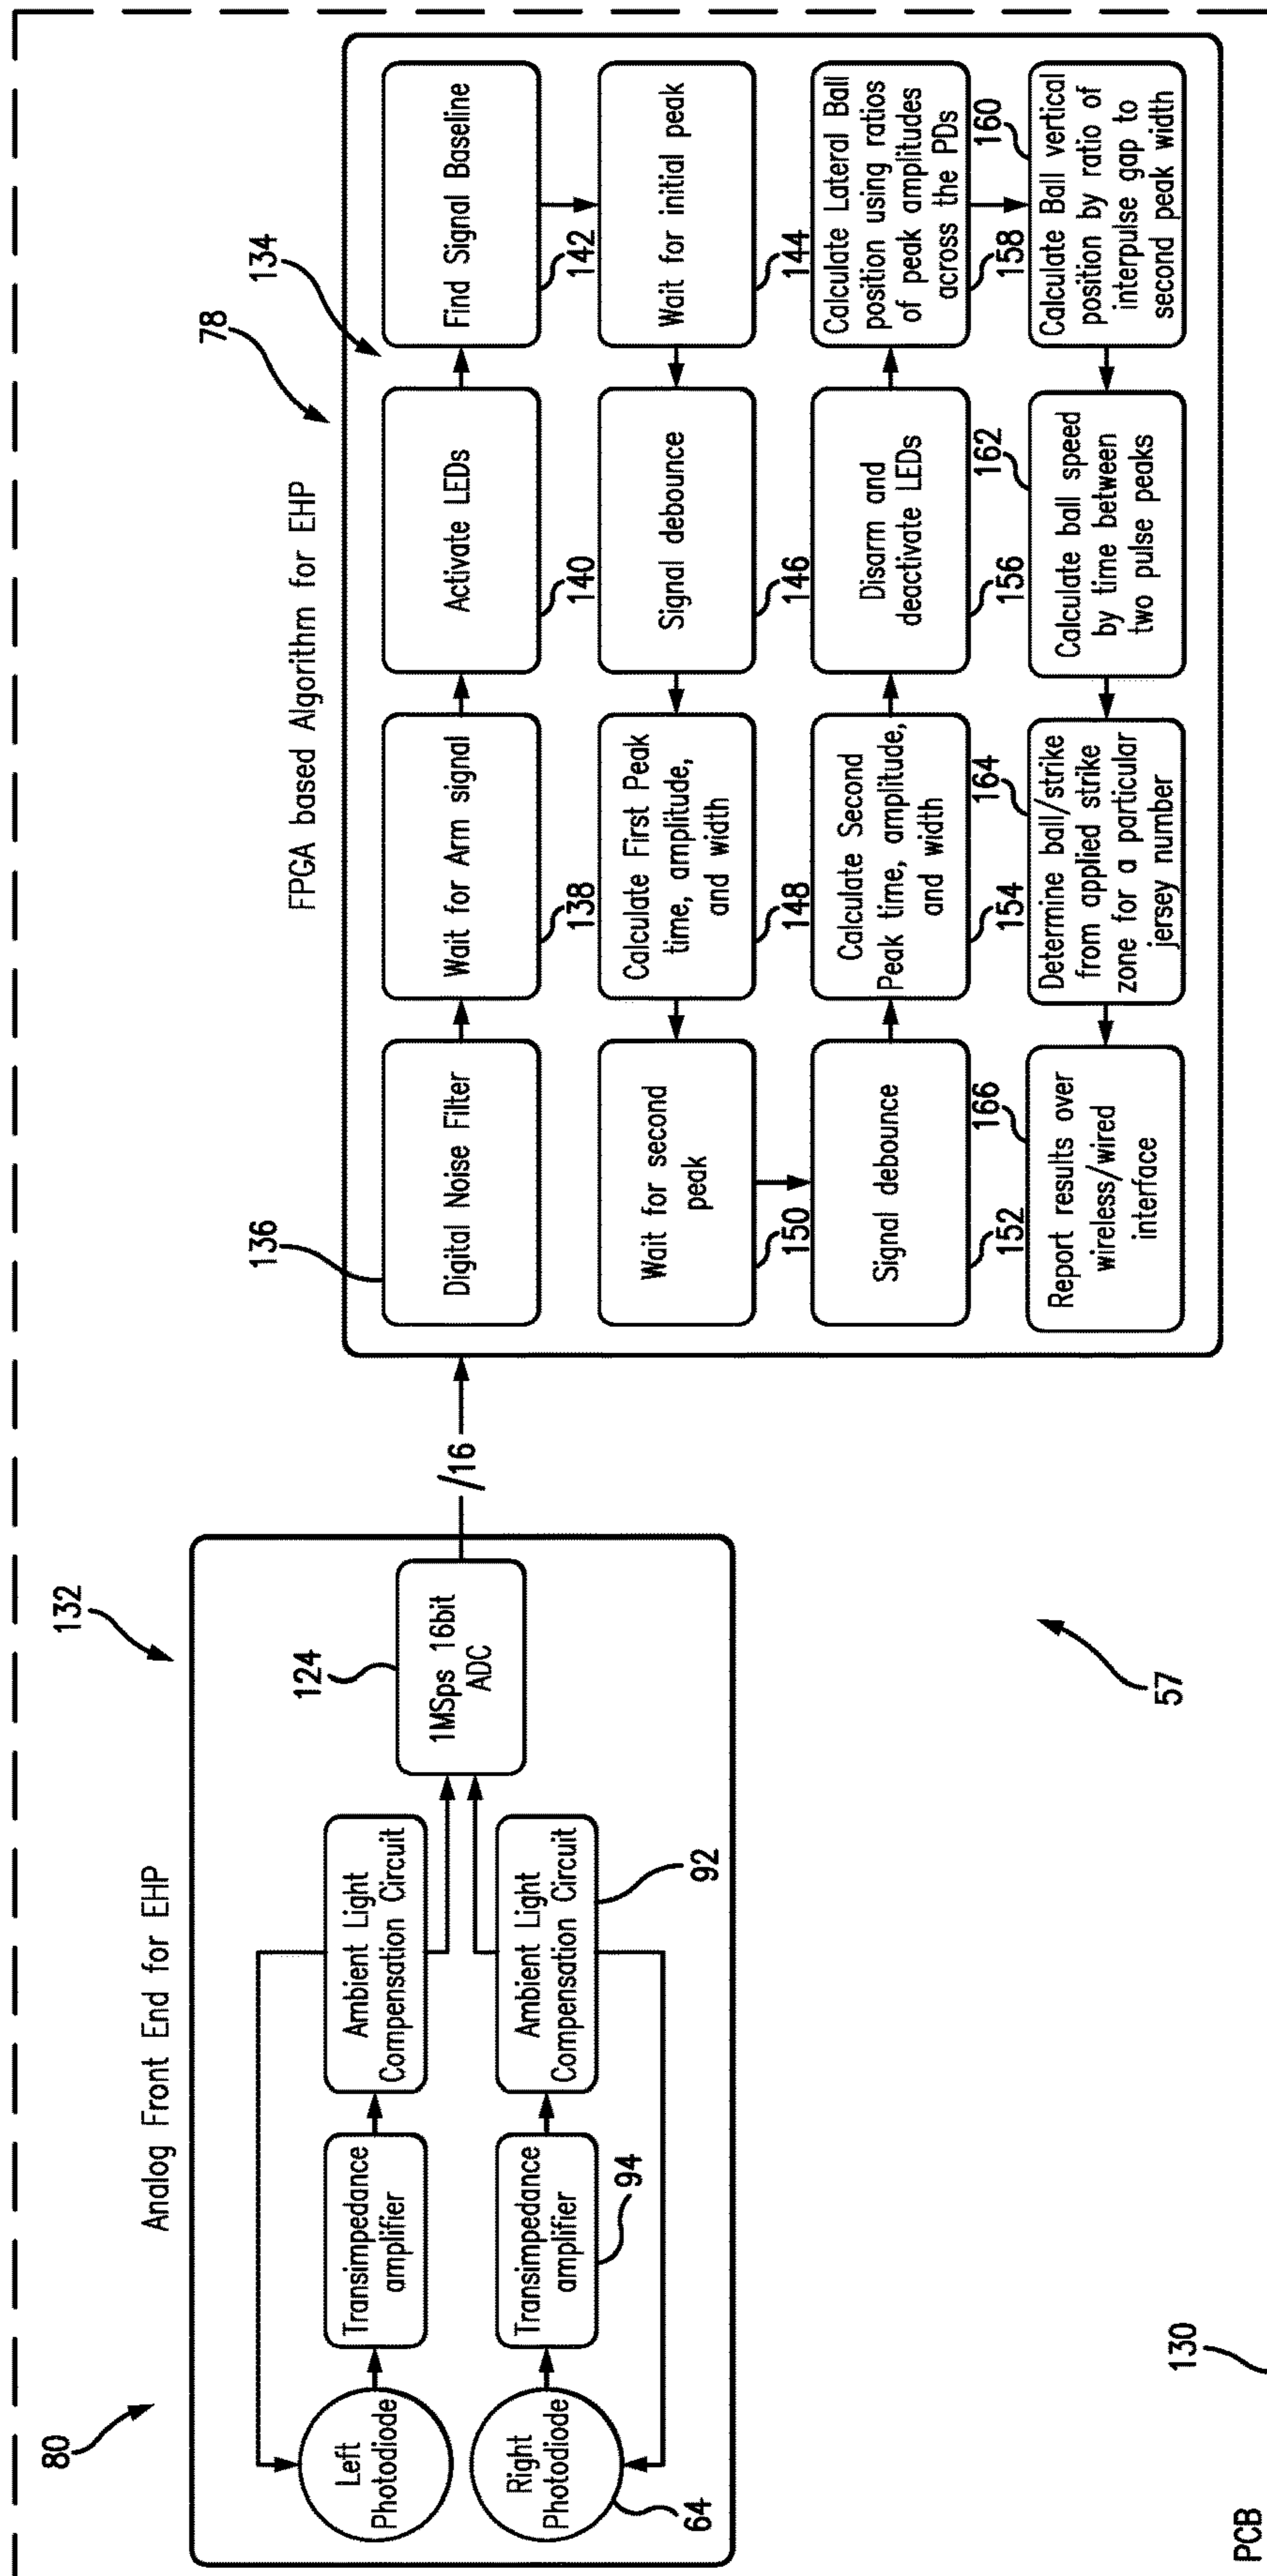 80
132
Analog Front End for EHP
Left
Photodiode
Transimpedance
amplifier
Ambient Light
Compensation Circuit
Right
Photodiode
64
Transimpedance
amplifier
94
Ambient Light
Compensation Circuit
92
124
1MSps 16bit
ADC
/16
78
134
FPGA based Algorithm for EHP
136
Digital Noise Filter
Wait for Arm signal
138
Activate LEDs
140
Find Signal Baseline
142
Wait for initial peak
144
Signal debounce
146
Calculate First Peak
time, amplitude,
and width
148
Wait for second
peak
150
Signal debounce
152
Calculate Second
Peak time, amplitude,
and width
154
Disarm and
deactivate LEDs
156
Calculate Lateral Ball
position using ratios
of peak amplitudes
across the PDs
158
160
Calculate Ball vertical
position by ratio of
interpulse gap to
second peak width
162
Calculate ball speed
by time between
two pulse peaks
164
Determine ball/strike
from applied strike
zone for a particular
jersey number
166
Report results over
wireless/wired
interface
57
130
PCB